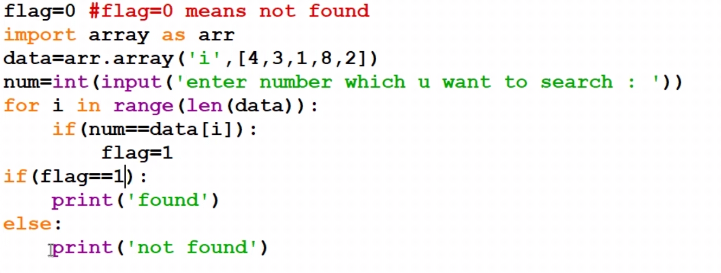 flag=0 #flag=0 means not found
import array as arr
data=arr.array('i',[4,3,1,8,2])
num=int(input('enter number which u want to search : '))
for i in range(len(data)):
    if(num==data[i]):
        flag=1
if(flag==1):
    print('found')
else:
    print('not found')